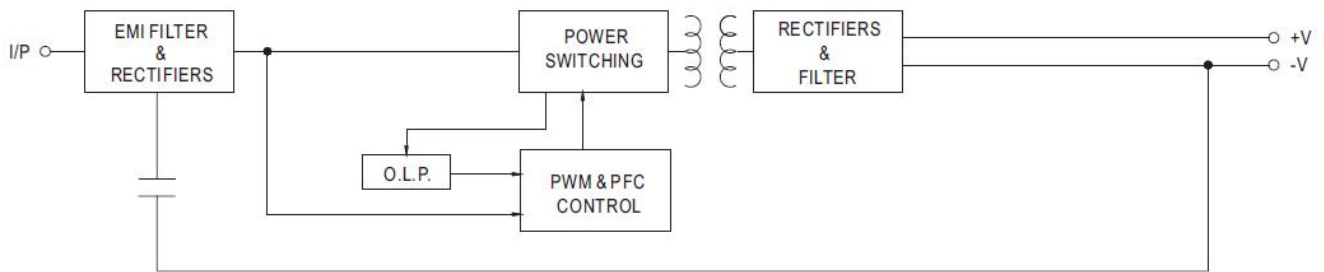 I/P
EMI FILTER
&
RECTIFIERS
POWER
SWITCHING
RECTIFIERS
&
FILTER
+V
-V
O.L.P.
PWM & PFC
CONTROL